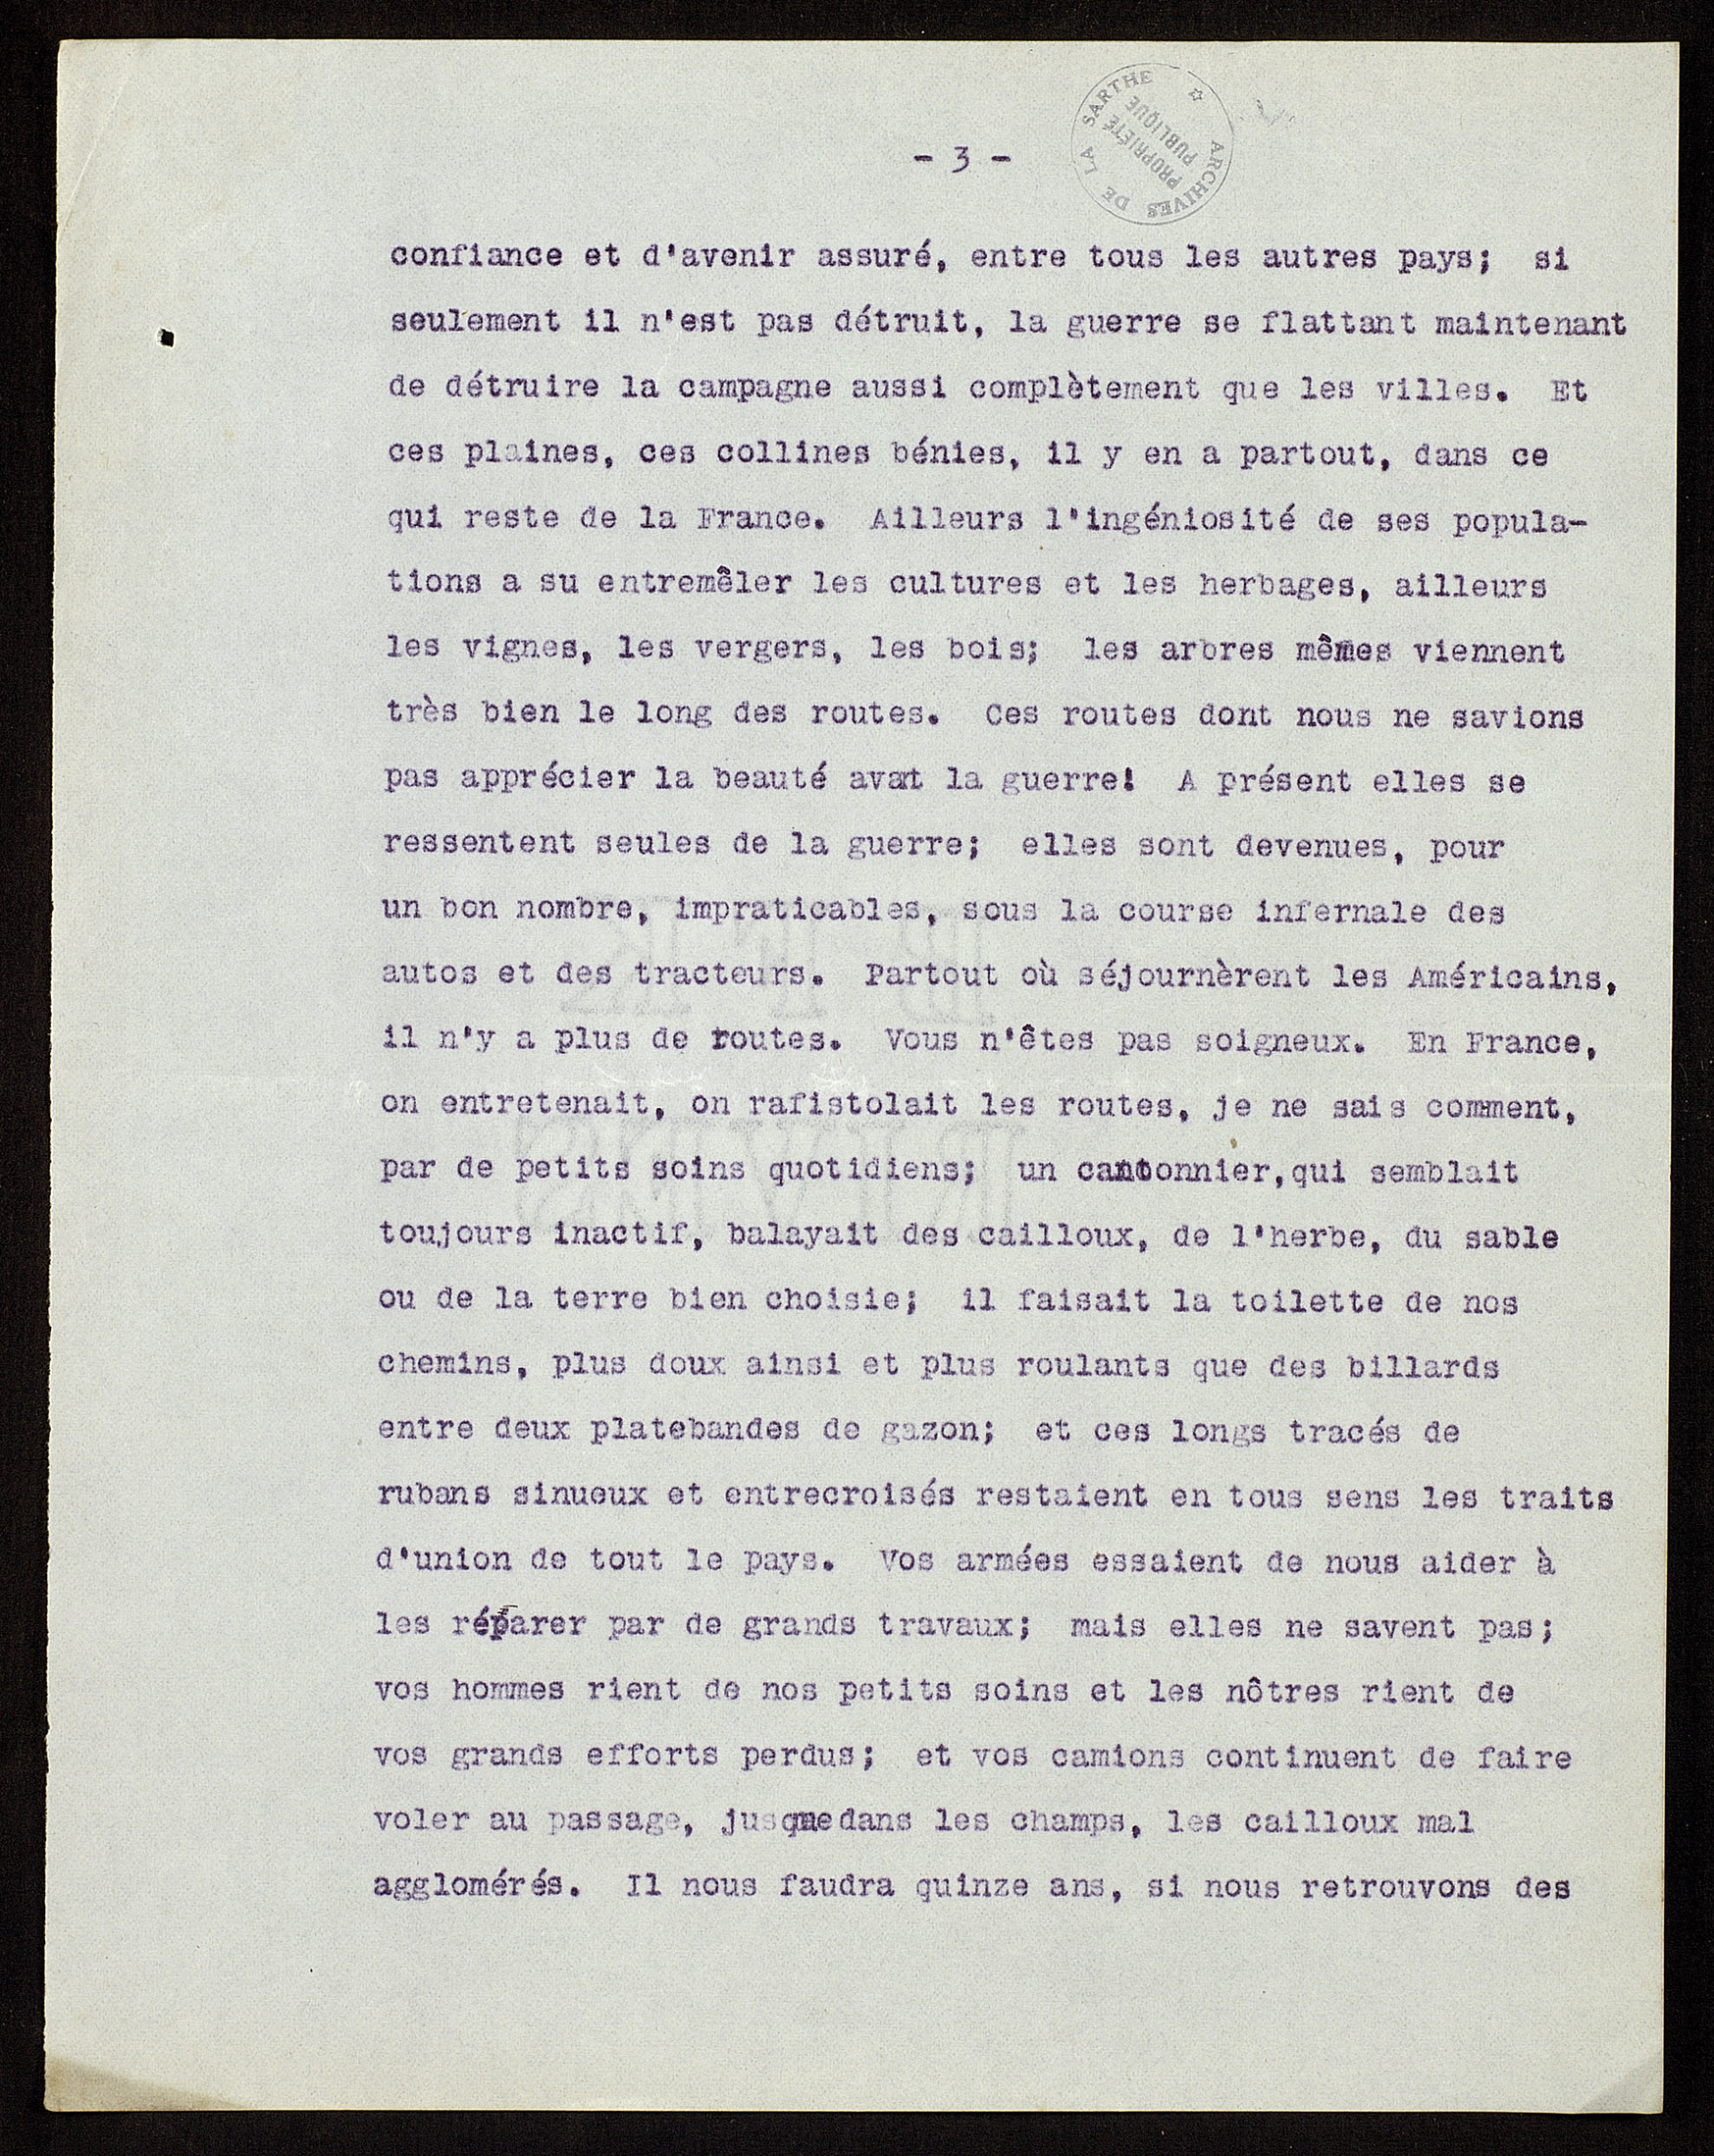 - 3 -
ARCHIVES DE LA SARTHE
PROPRIÉTÉ
PUBLIQUE
confiance et d'avenir assuré, entre tous les autres pays; si
seulement il n'est pas détruit, la guerre se flattant maintenant
de détruire la campagne aussi complètement que les villes. Et
ces plaines, ces collines bénies, il y en a partout, dans ce
qui reste de la France. Ailleurs l'ingéniosité de ses popula-
tions a su entremêler les cultures et les herbages, ailleurs
les vignes, les vergers, les bois; les arbres mêmes viennent
très bien le long des routes. Ces routes dont nous ne savions
pas apprécier la beauté avant la guerre! A présent elles se
ressentent seules de la guerre; elles sont devenues, pour
un bon nombre, impraticables, sous la course infernale des
autos et des tracteurs. Partout où séjournèrent les Américains,
il n'y a plus de routes. Vous n'êtes pas soigneux. En France,
on entretenait, on rafistolait les routes, je ne sais comment,
par de petits soins quotidiens; un cantonnier,qui semblait
toujours inactif, balayait des cailloux, de l'herbe, du sable
ou de la terre bien choisie; il faisait la toilette de nos
chemins, plus doux ainsi et plus roulants que des billards
entre deux platebandes de gazon; et ces longs tracés de
rubans sinueux et entrecroisés restaient en tous sens les traits
d'union de tout le pays. Vos armées essaient de nous aider à
les réparer par de grands travaux; mais elles ne savent pas;
vos hommes rient de nos petits soins et les nôtres rient de
vos grands efforts perdus; et vos camions continuent de faire
voler au passage, jusque dans les champs, les cailloux mal
agglomérés. Il nous faudra quinze ans, si nous retrouvons des